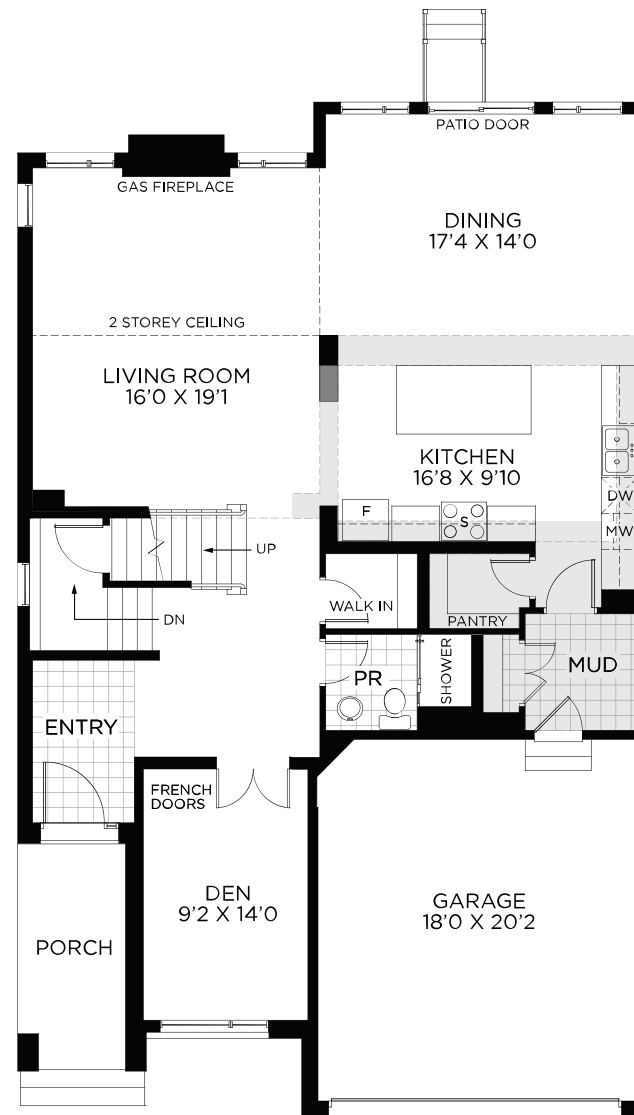 PATIO DOOR
GAS FIREPLACE
DINING
17’4 X 14’0
2 STOREY CEILING
LIVING ROOM
16’0 X 19’1
KITCHEN
16’8 X 9’10
DW
MW
F
S
UP
DN
WALK IN
PANTRY
MUD
PR
SHOWER
ENTRY
FRENCH
DOORS
DEN
9’2 X 14’0
GARAGE
18’0 X 20’2
PORCH